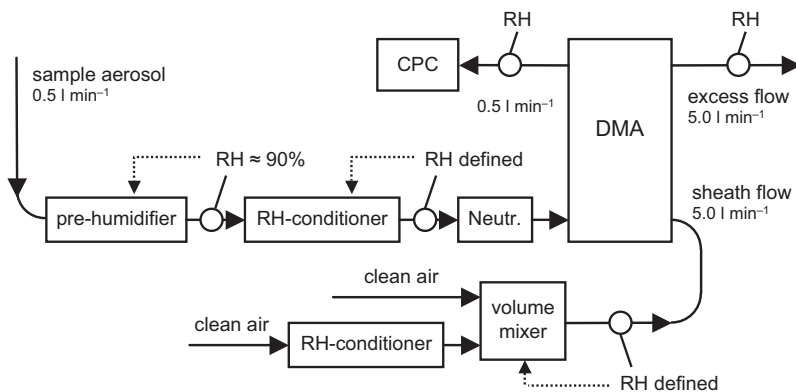 RH
RH
sample aerosol
0.5 l min⁻¹
CPC
0.5 l min⁻¹
DMA
excess flow
5.0 l min⁻¹
RH ≈ 90%
RH defined
sheath flow
5.0 l min⁻¹
pre-humidifier
RH-conditioner
Neutr.
clean air
volume
mixer
clean air
RH-conditioner
RH defined